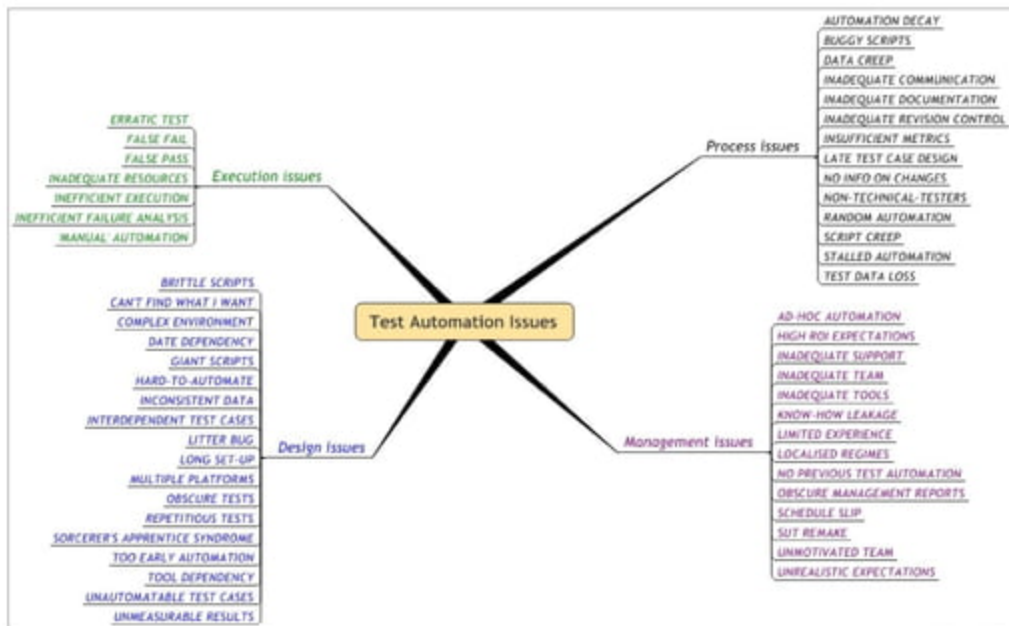 Test Automation Issues
Execution issues
ERRATIC TEST
FALSE FAIL
FALSE PASS
INADEQUATE RESOURCES
INEFFICIENT EXECUTION
INEFFICIENT FAILURE ANALYSIS
'MANUAL' AUTOMATION
Process issues
AUTOMATION DECAY
BUGGY SCRIPTS
DATA CREEP
INADEQUATE COMMUNICATION
INADEQUATE DOCUMENTATION
INADEQUATE REVISION CONTROL
INSUFFICIENT METRICS
LATE TEST CASE DESIGN
NO INFO ON CHANGES
NON-TECHNICAL-TESTERS
RANDOM AUTOMATION
SCRIPT CREEP
STALLED AUTOMATION
TEST DATA LOSS
Design issues
BRITTLE SCRIPTS
CAN'T FIND WHAT I WANT
COMPLEX ENVIRONMENT
DATE DEPENDENCY
GIANT SCRIPTS
HARD-TO-AUTOMATE
INCONSISTENT DATA
INTERDEPENDENT TEST CASES
LITTER BUG
LONG SET-UP
MULTIPLE PLATFORMS
OBSCURE TESTS
REPETITIOUS TESTS
SORCERER'S APPRENTICE SYNDROME
TOO EARLY AUTOMATION
TOOL DEPENDENCY
UNAUTOMATABLE TEST CASES
UNMEASURABLE RESULTS
Management issues
AD-HOC AUTOMATION
HIGH ROI EXPECTATIONS
INADEQUATE SUPPORT
INADEQUATE TEAM
INADEQUATE TOOLS
KNOW-HOW LEAKAGE
LIMITED EXPERIENCE
LOCALISED REGIMES
NO PREVIOUS TEST AUTOMATION
OBSCURE MANAGEMENT REPORTS
SCHEDULE SLIP
SUT REMAKE
UNMOTIVATED TEAM
UNREALISTIC EXPECTATIONS